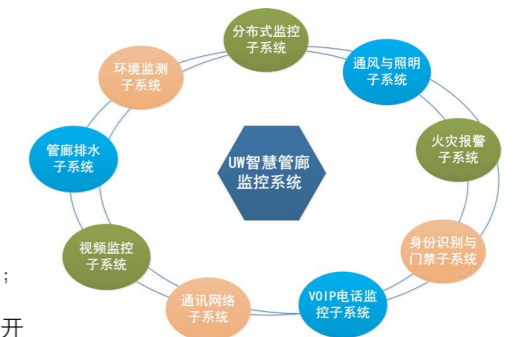 分布式监控
子系统
通风与照明
子系统
环境监测
子系统
火灾报警
子系统
管廊排水
子系统
UW智慧管廊
监控系统
身份识别与
门禁子系统
视频监控
子系统
；
通讯网络
子系统
VOIP电话监
控子系统
开